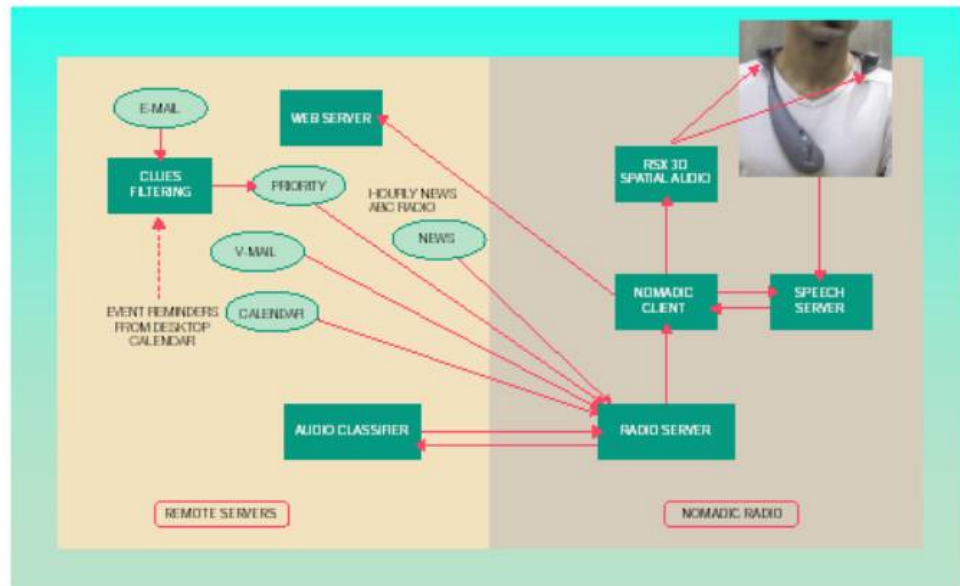 E-MAIL
WEB SERVER
CLUES
FILTERING
PRIORITY
HOURLY NEWS
ABC RADIO
NEWS
V-MAIL
CALENDAR
EVENT REMINDERS
FROM DESKTOP
CALENDAR
AUDIO CLASSIFIER
REMOTE SERVERS
RSX 3D
SPATIAL AUDIO
NOMADIC
CLIENT
SPEECH
SERVER
RADIO SERVER
NOMADIC RADIO